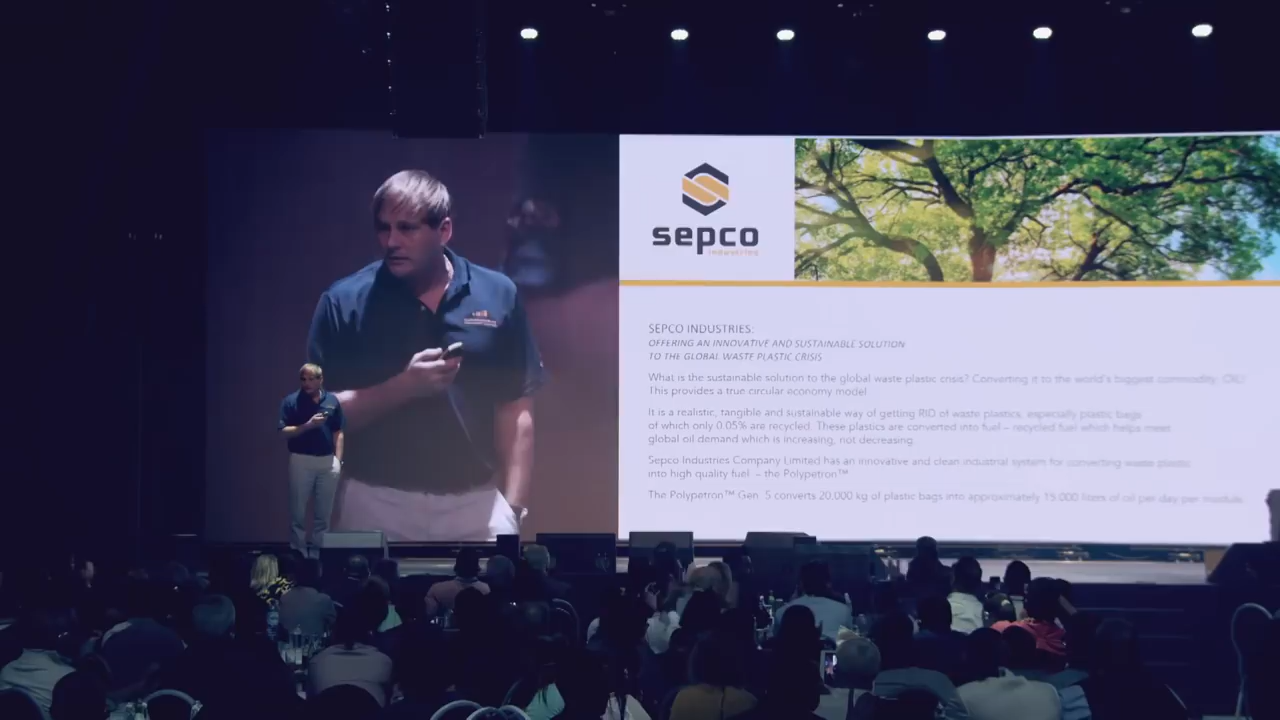 sepco
industries
SEPCO INDUSTRIES:
OFFERING AN INNOVATIVE AND SUSTAINABLE SOLUTION
TO THE GLOBAL WASTE PLASTIC CRISIS
What is the sustainable solution to the global waste plastic crisis? Converting it to the world's biggest commodity, OIL!
This provides a true circular economy model
It is a realistic, tangible and sustainable way of getting RID of waste plastics, especially plastic bags
of which only 0.05% are recycled. These plastics are converted into fuel – recycled fuel which helps meet
global oil demand which is increasing, not decreasing.
Sepco Industries Company Limited has an innovative and clean industrial system for converting waste plastic
into high quality fuel – the Polypetron™
The Polypetron™ Gen. 5 converts 20,000 kg of plastic bags into approximately 15,000 liters of oil per day per module.